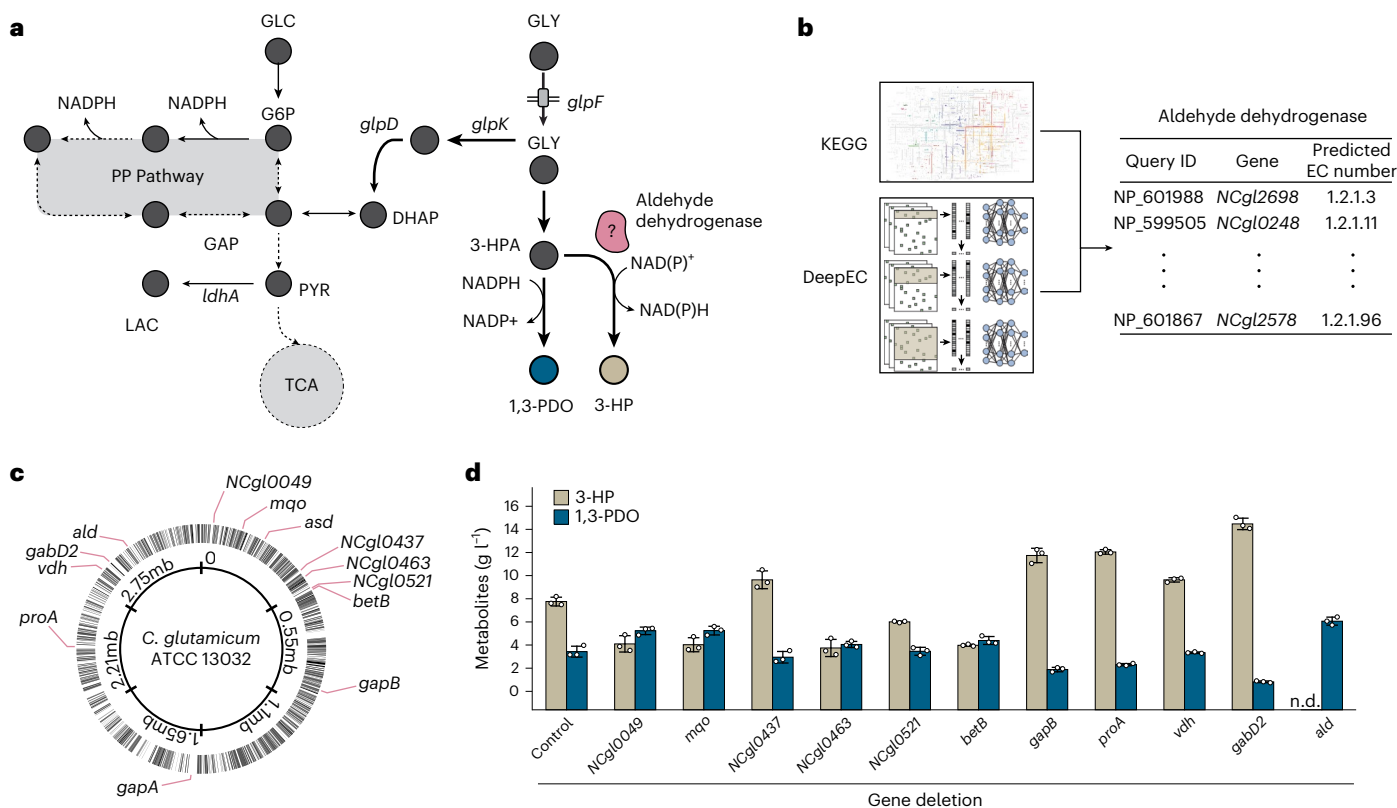 a
GLC
GLY
NADPH
NADPH
G6P
glpF
glpD
glpK
GLY
PP Pathway
Aldehyde
dehydrogenase
?
DHAP
GAP
3-HPA
NADPH
NAD(P)+
NADP+
NAD(P)H
ldhA
PYR
LAC
TCA
1,3-PDO
3-HP
b
KEGG
DeepEC
Aldehyde dehydrogenase
Query ID Gene Predicted
EC number
NP_601988 NCgl2698 1.2.1.3
NP_599505 NCgl0248 1.2.1.11
NP_601867 NCgl2578 1.2.1.96
c
NCgl0049
mqo
asd
ald
gabD2
vdh
NCgl0437
NCgl0463
NCgl0521
betB
proA
gapB
gapA
0
0.55mb
1.1mb
1.65mb
2.21mb
2.75mb
C. glutamicum
ATCC 13032
d
3-HP
1,3-PDO
Metabolites (g l⁻¹)
16
14
12
10
8
6
4
2
0
n.d.
Control
NCgl0049
mqo
NCgl0437
NCgl0463
NCgl0521
betB
gapB
proA
vdh
gabD2
ald
Gene deletion